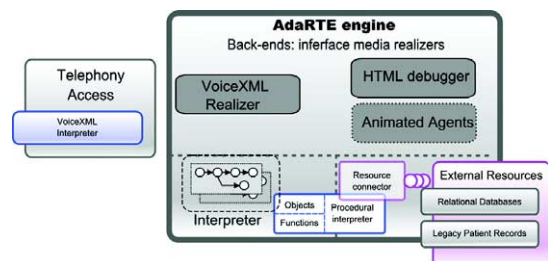 AdaRTE engine
Back-ends: inferface media realizers
Telephony
Access
VoiceXML
Interpreter
VoiceXML
Realizer
HTML debugger
Animated Agents
Interpreter
Objects
Functions
Procedural
interpreter
Resource
connector
External Resources
Relational Databases
Legacy Patient Records